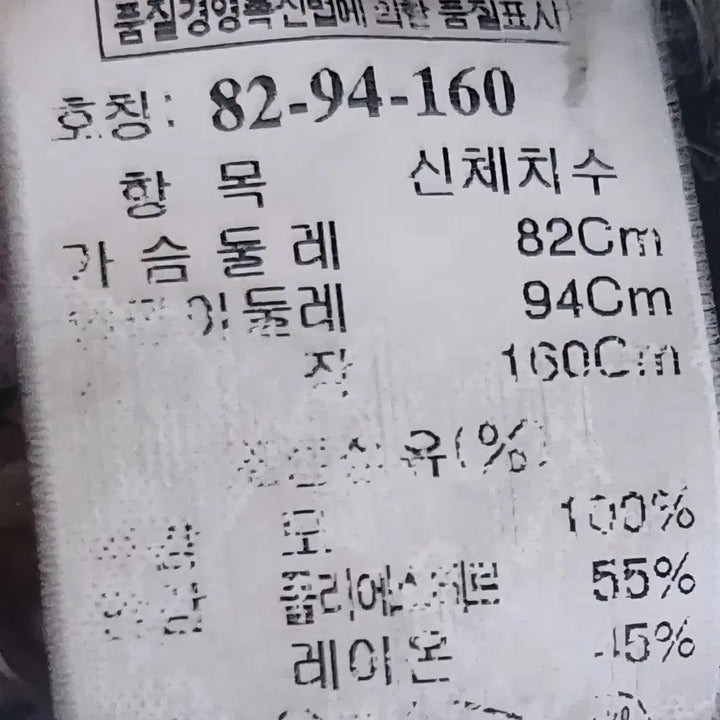 품질경영촉진법에 의한 품질표시
호칭: 82-94-160
항 목 신체치수
가 슴 둘 레 82Cm
둘레 94Cm
160Cm
유(%)
모 100%
폴리에스테르 55%
레이온 45%